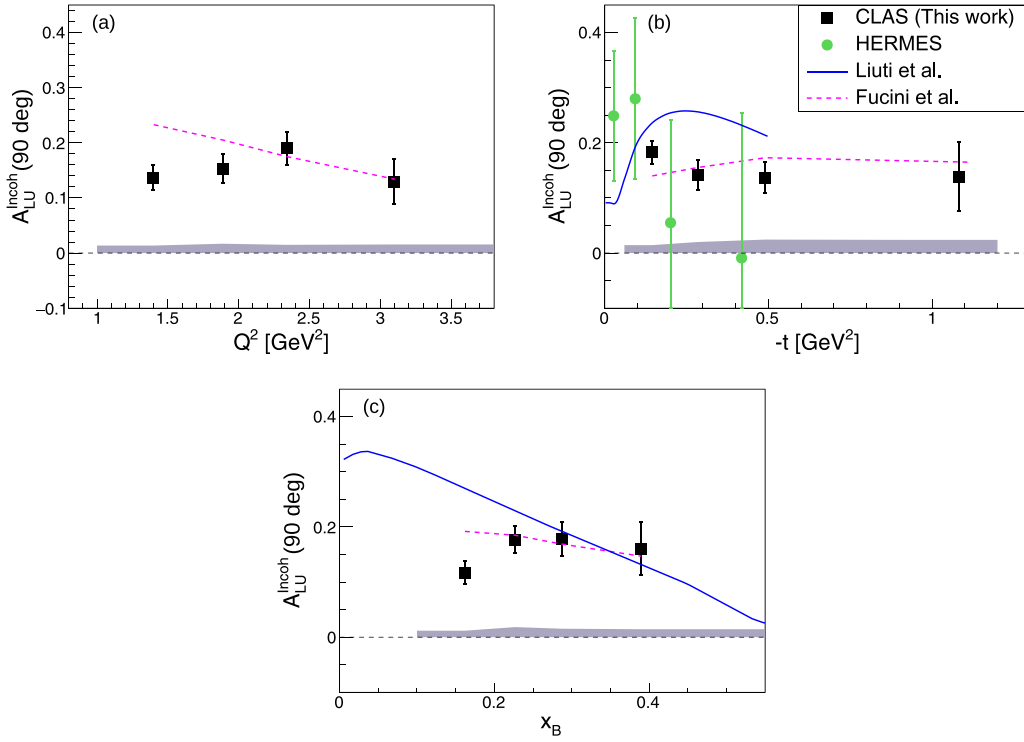 (a)
0.4
0.3
0.2
0.1
0
−0.1
1
1.5
2
2.5
3
3.5
Q² [GeV²]
A_LU^Incoh (90 deg)
(b)
CLAS (This work)
HERMES
Liuti et al.
Fucini et al.
0.4
0.2
0
0
0.5
1
-t [GeV²]
A_LU^Incoh (90 deg)
(c)
0.4
0.2
0
0
0.2
0.4
x_B
A_LU^Incoh (90 deg)